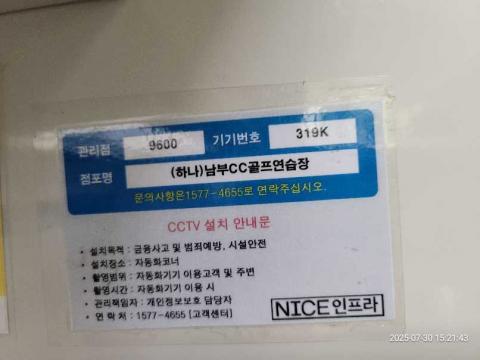 관리점 9600 기기번호 319K
점포명 (하나)남부CC골프연습장
문의사항은1577-4655로 연락주십시오.
CCTV 설치 안내문
• 설치목적 : 금융사고 및 범죄예방, 시설안전
• 설치장소 : 자동화코너
• 촬영범위 : 자동화기기 이용고객 및 주변
• 촬영시간 : 자동화기기 이용 시
• 관리책임자 : 개인정보보호 담당자
• 연 락 처 : 1577-4655 [고객센터]
NICE인프라
2025-07-30 15:21:43